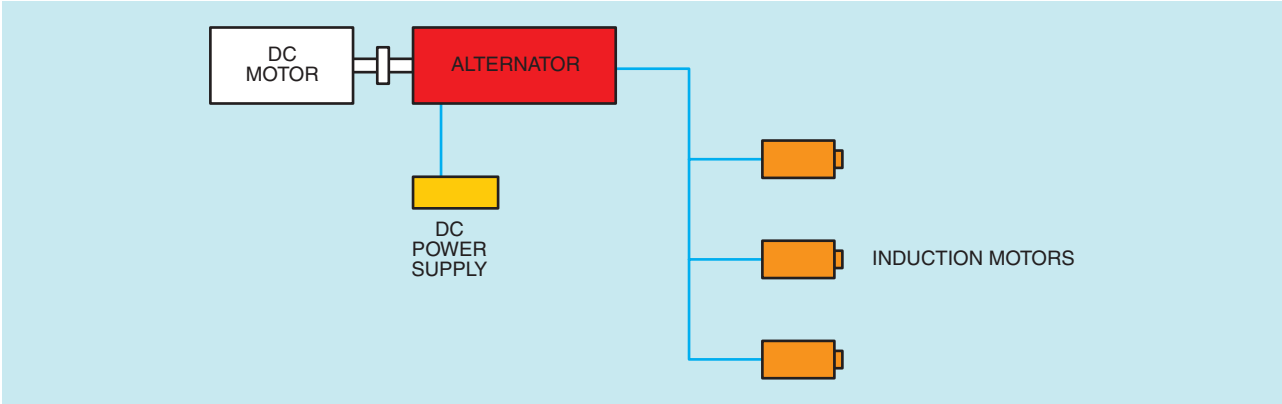 DC
MOTOR
ALTERNATOR
DC
POWER
SUPPLY
INDUCTION MOTORS